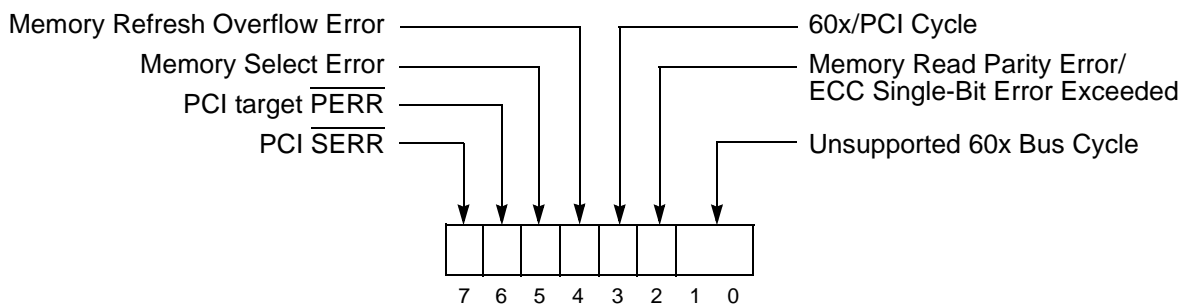 Memory Refresh Overflow Error
Memory Select Error
PCI target PERR
PCI SERR
60x/PCI Cycle
Memory Read Parity Error/
ECC Single-Bit Error Exceeded
Unsupported 60x Bus Cycle
7 6 5 4 3 2 1 0